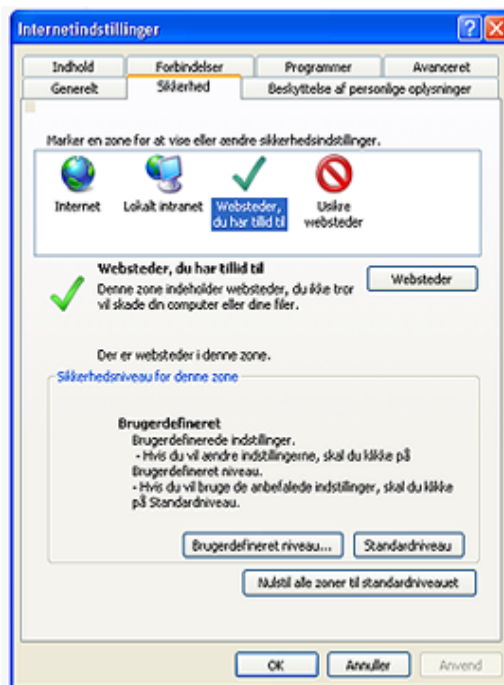 Internetindstillinger
Indhold Forbindelser Programmer Avanceret
Generelt Sikkerhed Beskyttelse af personlige oplysninger
Marker en zone for at vise eller ændre sikkerhedsindstillinger.
Internet Lokalt intranet Websteder, du har tillid til Usikre websteder
Websteder, du har tillid til
Denne zone indeholder websteder, du ikke tror
vil skade din computer eller dine filer.
Websteder
Der er websteder i denne zone.
Sikkerhedsniveau for denne zone
Brugerdefineret
Brugerdefinerede indstillinger.
- Hvis du vil ændre indstillingerne, skal du klikke på
Brugerdefineret niveau.
- Hvis du vil bruge de anbefalede indstillinger, skal du klikke
på Standardniveau.
Brugerdefineret niveau... Standardniveau
Nulstil alle zoner til standardniveauet
OK Annuller Anvend